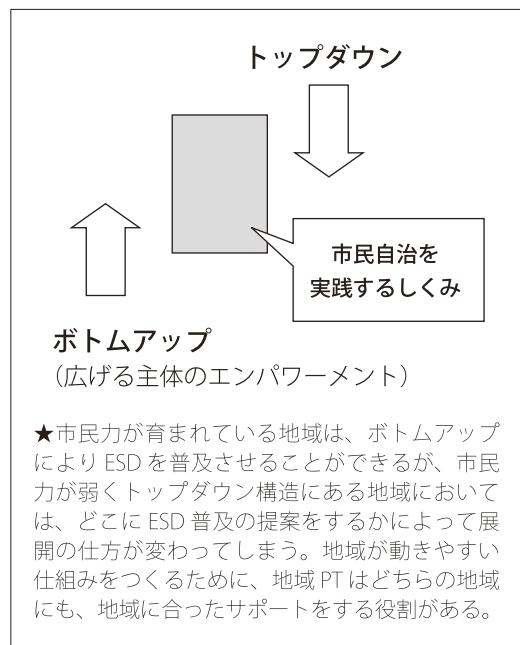 トップダウン
市民自治を
実践するしくみ
ボトムアップ
（広げる主体のエンパワーメント）
★市民力が育まれている地域は、ボトムアップ
により ESD を普及させることができるが、市民
力が弱くトップダウン構造にある地域において
は、どこに ESD 普及の提案をするかによって展
開の仕方が変わってしまう。地域が動きやすい
仕組みをつくるために、地域 PT はどちらの地域
にも、地域に合ったサポートをする役割がある。